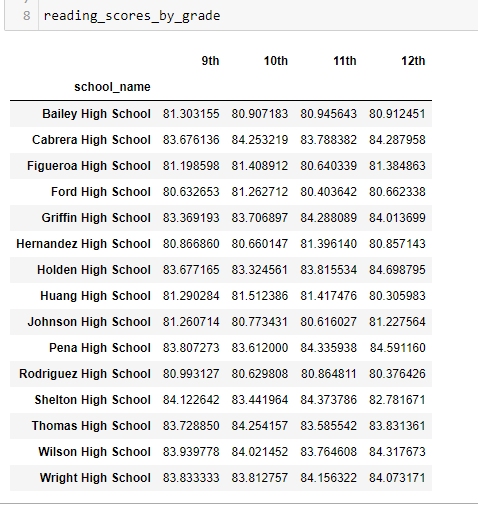 8 reading_scores_by_grade
9th 10th 11th 12th
school_name
Bailey High School 81.303155 80.907183 80.945643 80.912451
Cabrera High School 83.676136 84.253219 83.788382 84.287958
Figueroa High School 81.198598 81.408912 80.640339 81.384863
Ford High School 80.632653 81.262712 80.403642 80.662338
Griffin High School 83.369193 83.706897 84.288089 84.013699
Hernandez High School 80.866860 80.660147 81.396140 80.857143
Holden High School 83.677165 83.324561 83.815534 84.698795
Huang High School 81.290284 81.512386 81.417476 80.305983
Johnson High School 81.260714 80.773431 80.616027 81.227564
Pena High School 83.807273 83.612000 84.335938 84.591160
Rodriguez High School 80.993127 80.629808 80.864811 80.376426
Shelton High School 84.122642 83.441964 84.373786 82.781671
Thomas High School 83.728850 84.254157 83.585542 83.831361
Wilson High School 83.939778 84.021452 83.764608 84.317673
Wright High School 83.833333 83.812757 84.156322 84.073171